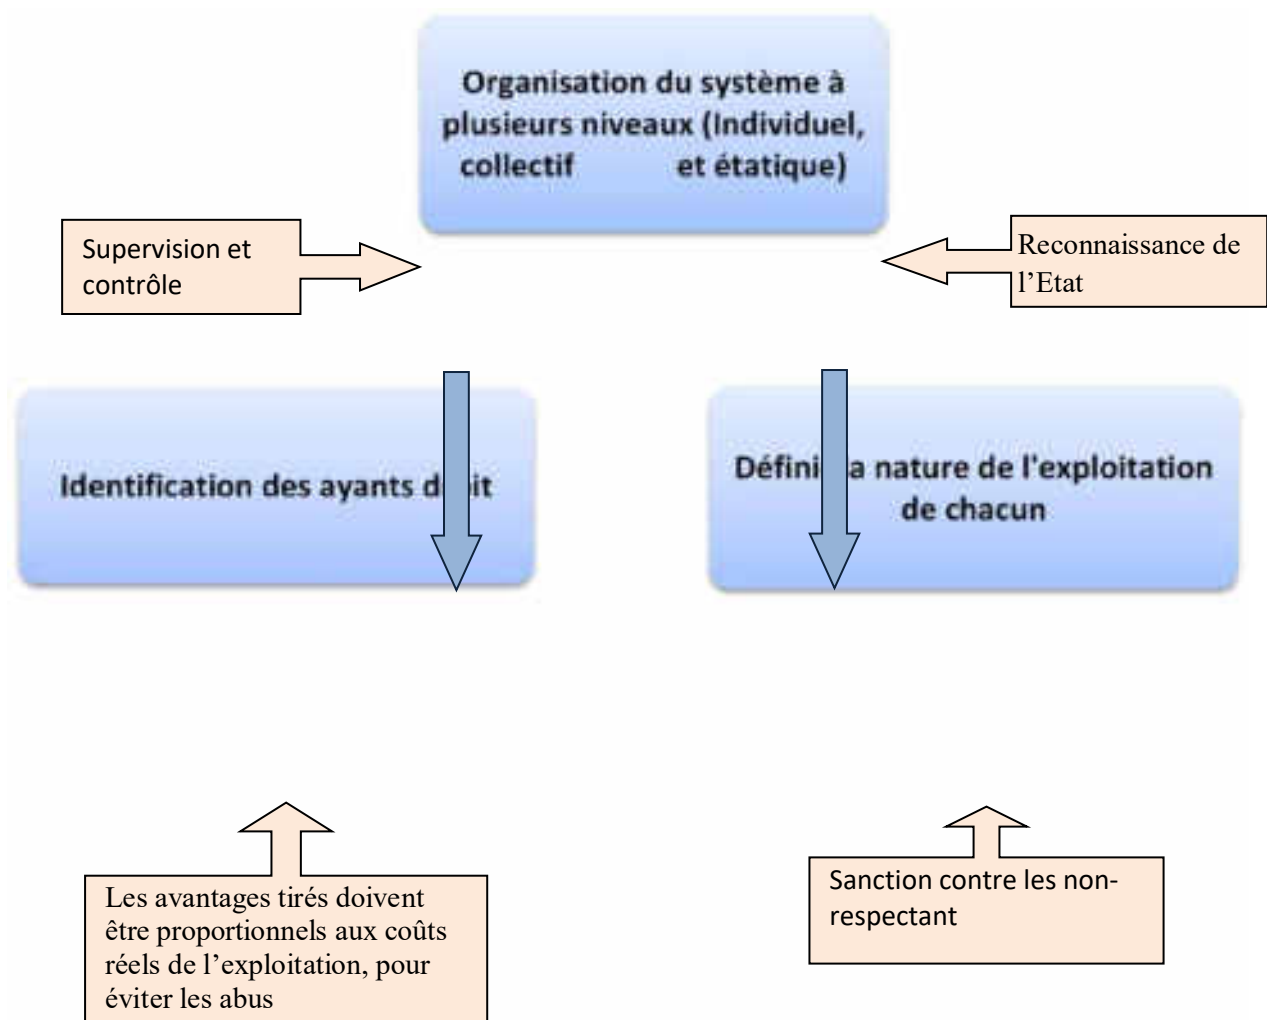 Organisation du système à
plusieurs niveaux (Individuel,
collectif et étatique)
Supervision et
contrôle
Reconnaissance de
l’Etat
Identification des ayants
Défini a nature de l'exploitation
de chacun
Les avantages tirés doivent
être proportionnels aux coûts
réels de l’exploitation, pour
éviter les abus
Sanction contre les non-
respectant